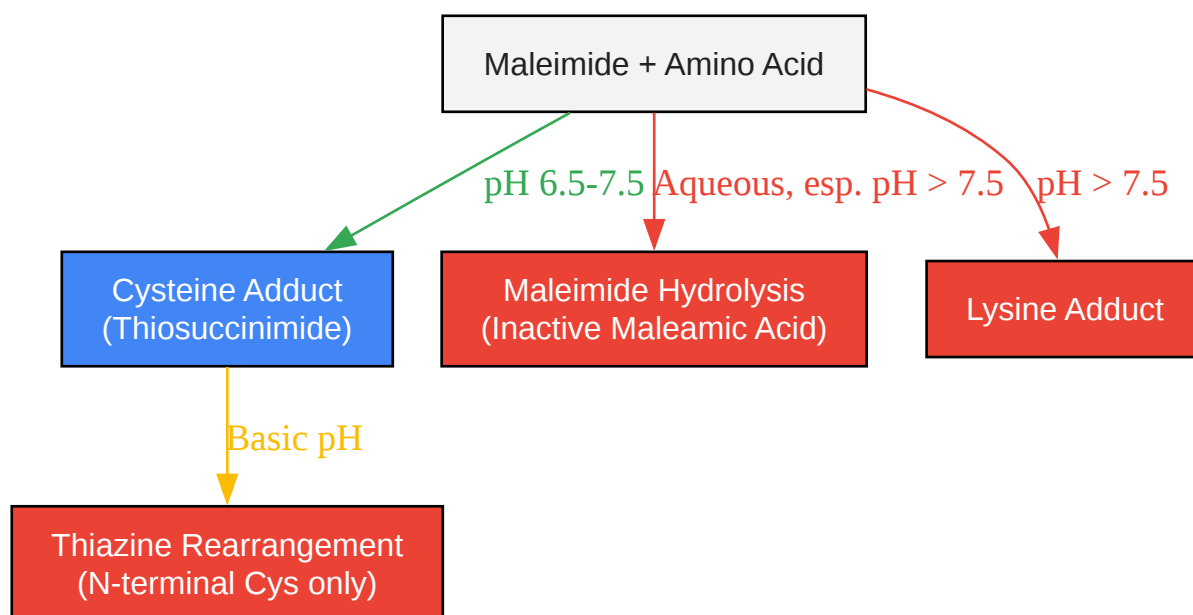 Maleimide + Amino Acid
pH 6.5-7.5
Aqueous, esp. pH > 7.5
pH > 7.5
Cysteine Adduct
(Thiosuccinimide)
Maleimide Hydrolysis
(Inactive Maleamic Acid)
Lysine Adduct
Basic pH
Thiazine Rearrangement
(N-terminal Cys only)